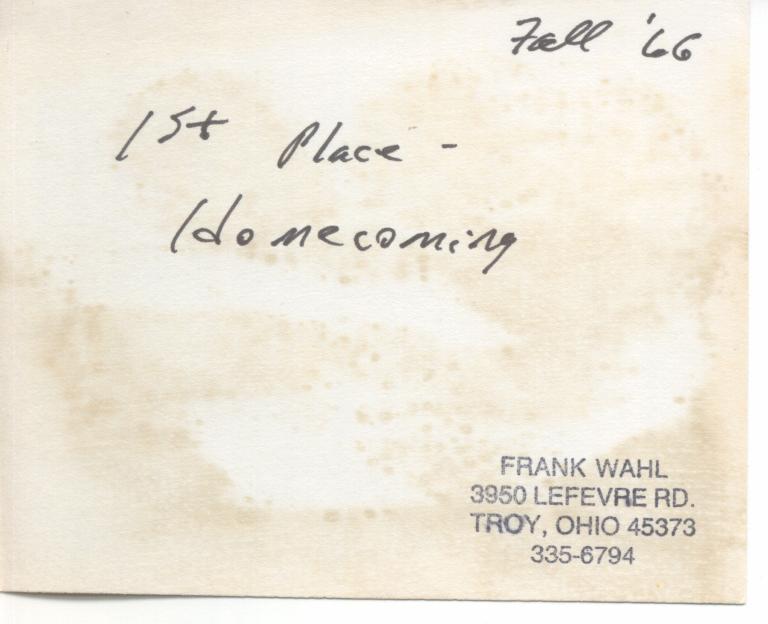 Fall '66
1st Place -
Homecoming
FRANK WAHL
3950 LEFEVRE RD.
TROY, OHIO 45373
335-6794